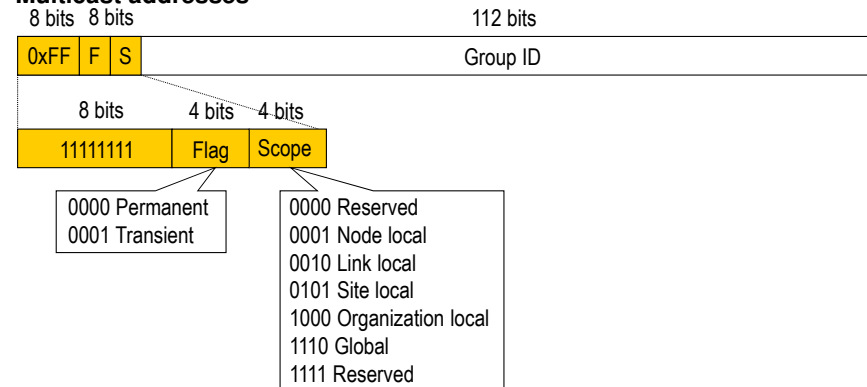 Multicast addresses
8 bits 8 bits 112 bits
0xFF F S Group ID
8 bits 4 bits 4 bits
11111111 Flag Scope
0000 Permanent
0001 Transient
0000 Reserved
0001 Node local
0010 Link local
0101 Site local
1000 Organization local
1110 Global
1111 Reserved